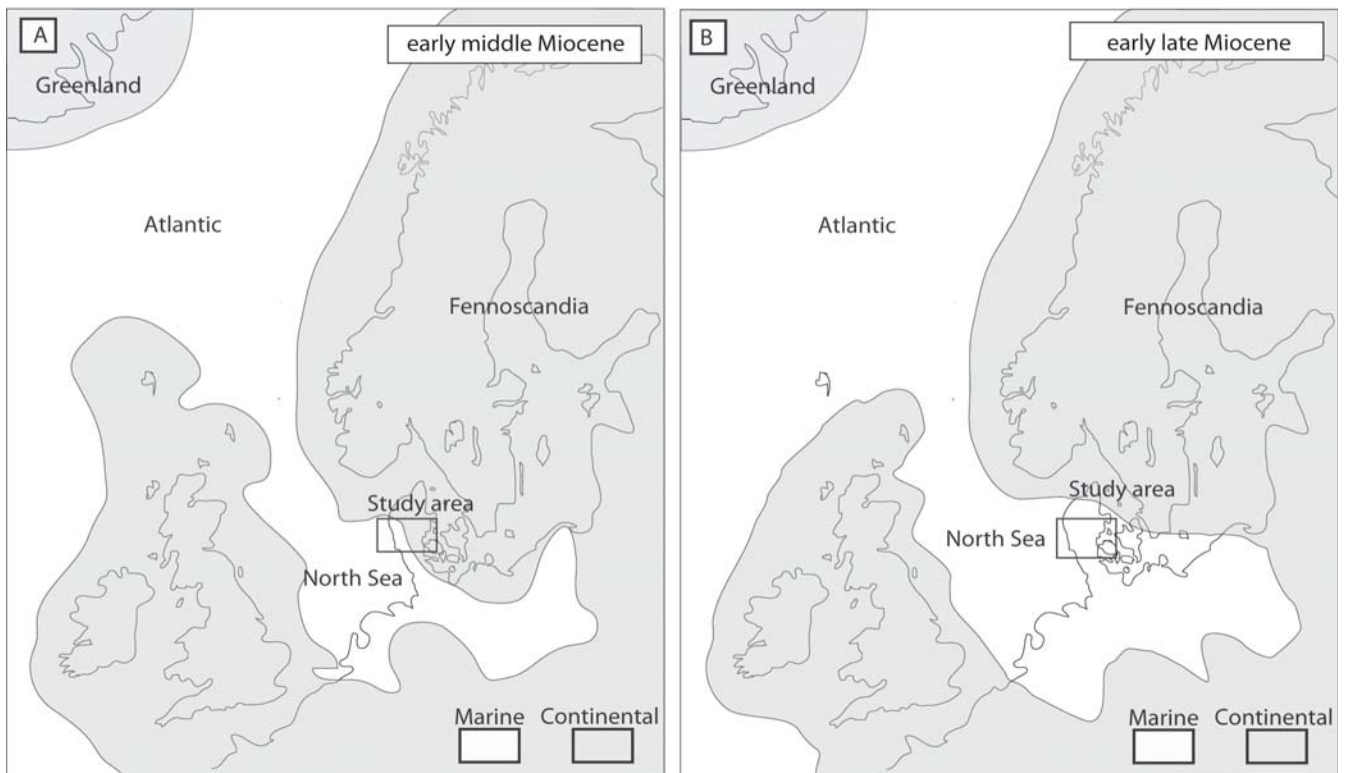 A
early middle Miocene
Greenland
Atlantic
Fennoscandia
Study area
North Sea
Marine Continental
B
early late Miocene
Greenland
Atlantic
Fennoscandia
Study area
North Sea
Marine Continental